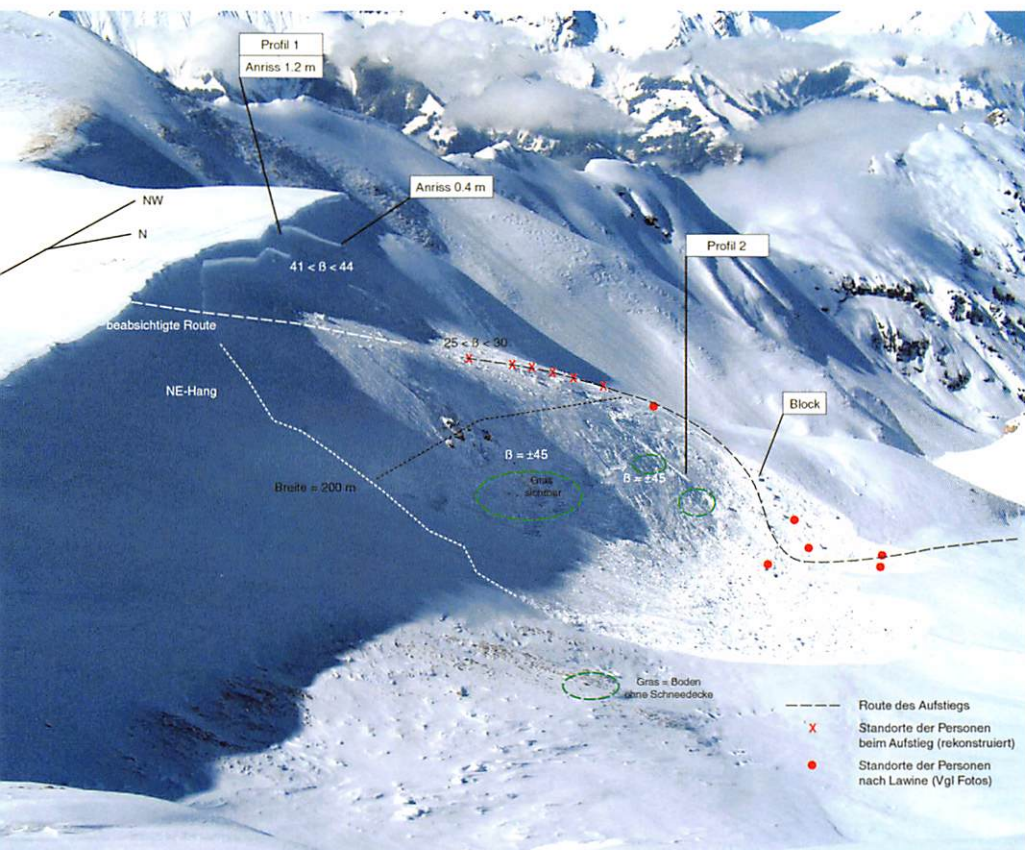 Profil 1
Anriss 1.2 m
Anriss 0.4 m
NW
N
Profil 2
41 < ß < 44
beabsichtigte Route
25 < ß < 30
NE-Hang
Block
ß = ±45
ß = ±45
Gras
sichtbar
Breite = 200 m
Gras = Boden
ohne Schneedecke
Route des Aufstiegs
X
Standorte der Personen
beim Aufstieg (rekonstruiert)
Standorte der Personen
nach Lawine (Vgl Fotos)